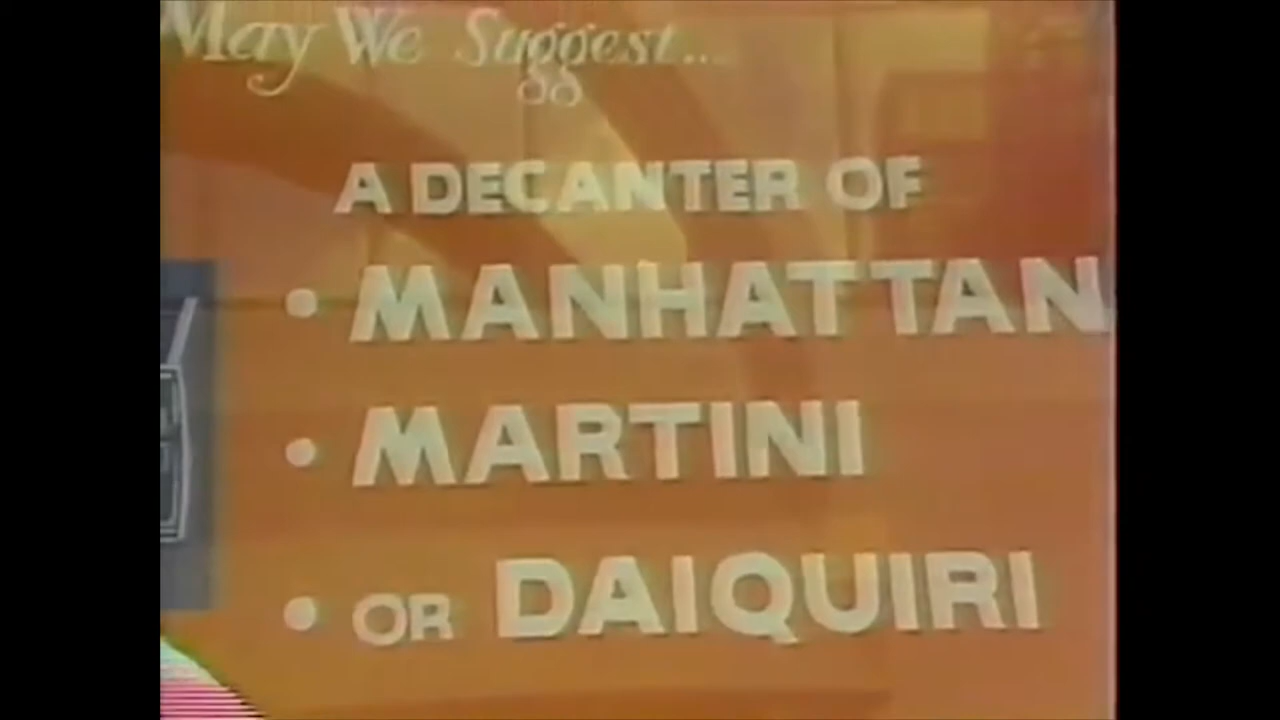 May We Suggest...
A DECANTER OF
• MANHATTAN
• MARTINI
• OR DAIQUIRI